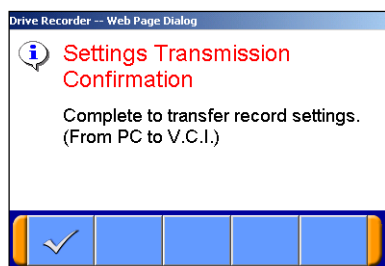 Drive Recorder -- Web Page Dialog
Settings Transmission
Confirmation
Complete to transfer record settings.
(From PC to V.C.I.)